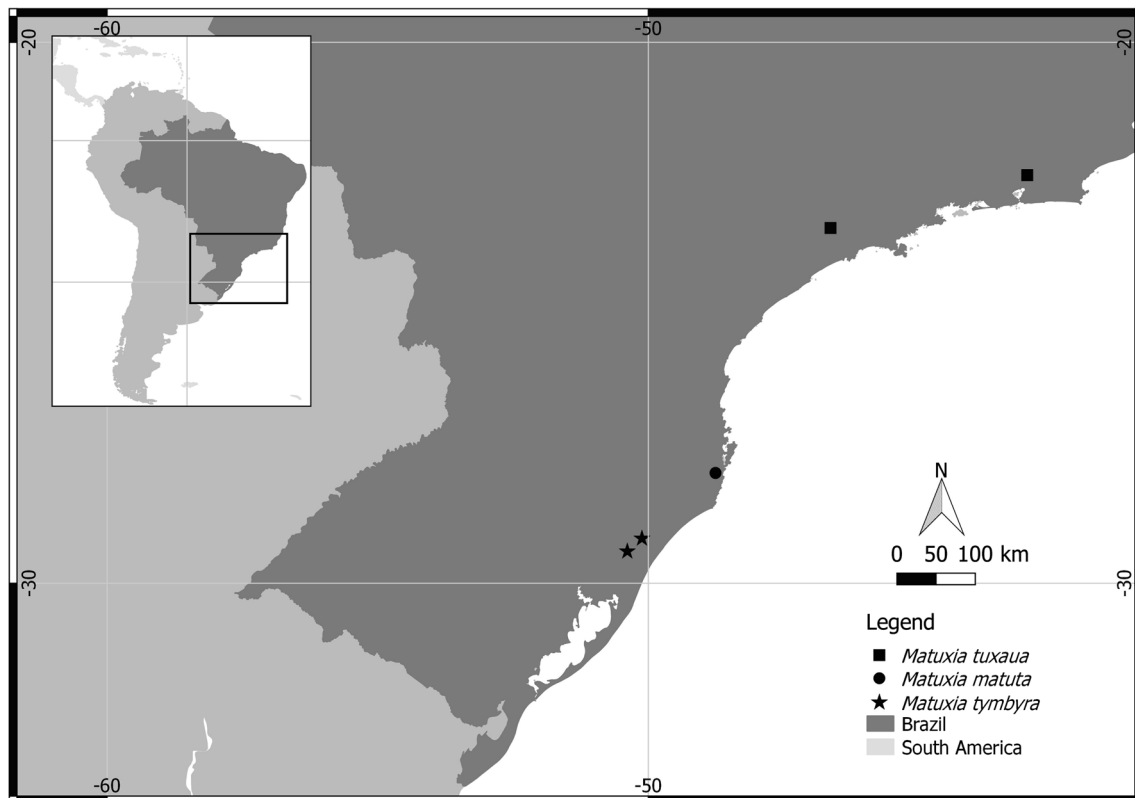 -60 -50
-20 -20
N
0 50 100 km
-30 -30
Legend
Matuxia tuxaua
Matuxia matuta
Matuxia tymbyra
Brazil
South America
-60 -50